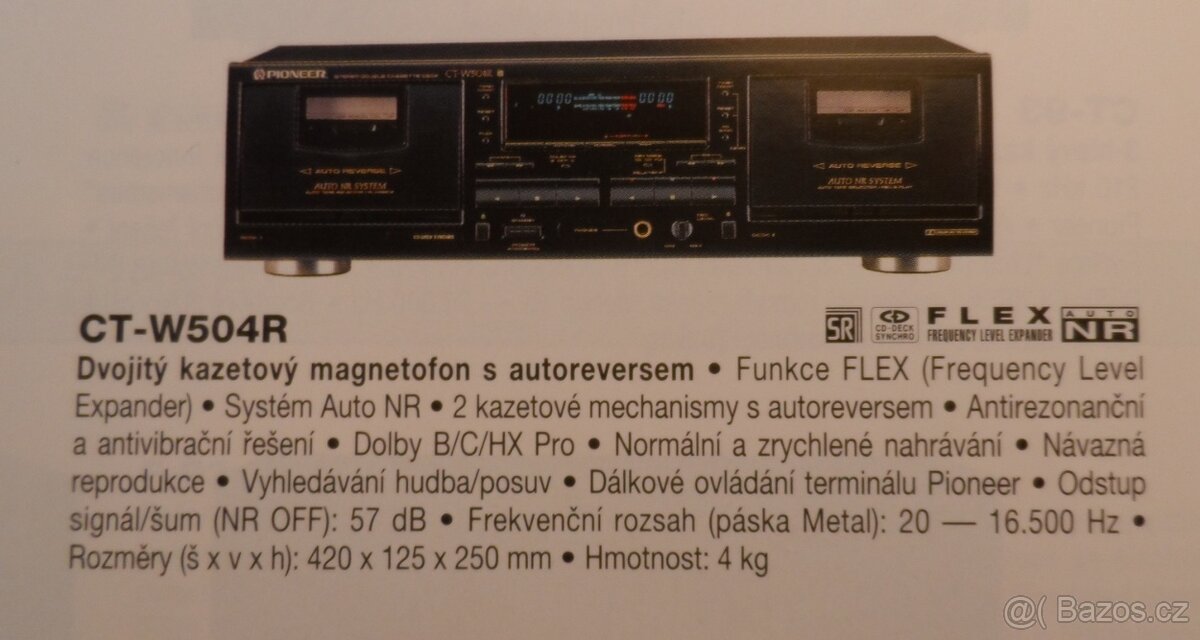 PIONEER CT-W504R
0000 0000
AUTO REVERSE AUTO REVERSE
AUTO NR SYSTEM AUTO NR SYSTEM
CT-W504R SR CD-DECK SYNCHRO FLEX FREQUENCY LEVEL EXPANDER AUTO NR
Dvojitý kazetový magnetofon s autoreversem • Funkce FLEX (Frequency Level
Expander) • Systém Auto NR • 2 kazetové mechanismy s autoreversem • Antirezonanční
a antivibrační řešení • Dolby B/C/HX Pro • Normální a zrychlené nahrávání • Návazná
reprodukce • Vyhledávání hudba/posuv • Dálkové ovládání terminálu Pioneer • Odstup
signál/šum (NR OFF): 57 dB • Frekvenční rozsah (páska Metal): 20 — 16.500 Hz •
Rozměry (š x v x h): 420 x 125 x 250 mm • Hmotnost: 4 kg
@( Bazos.cz